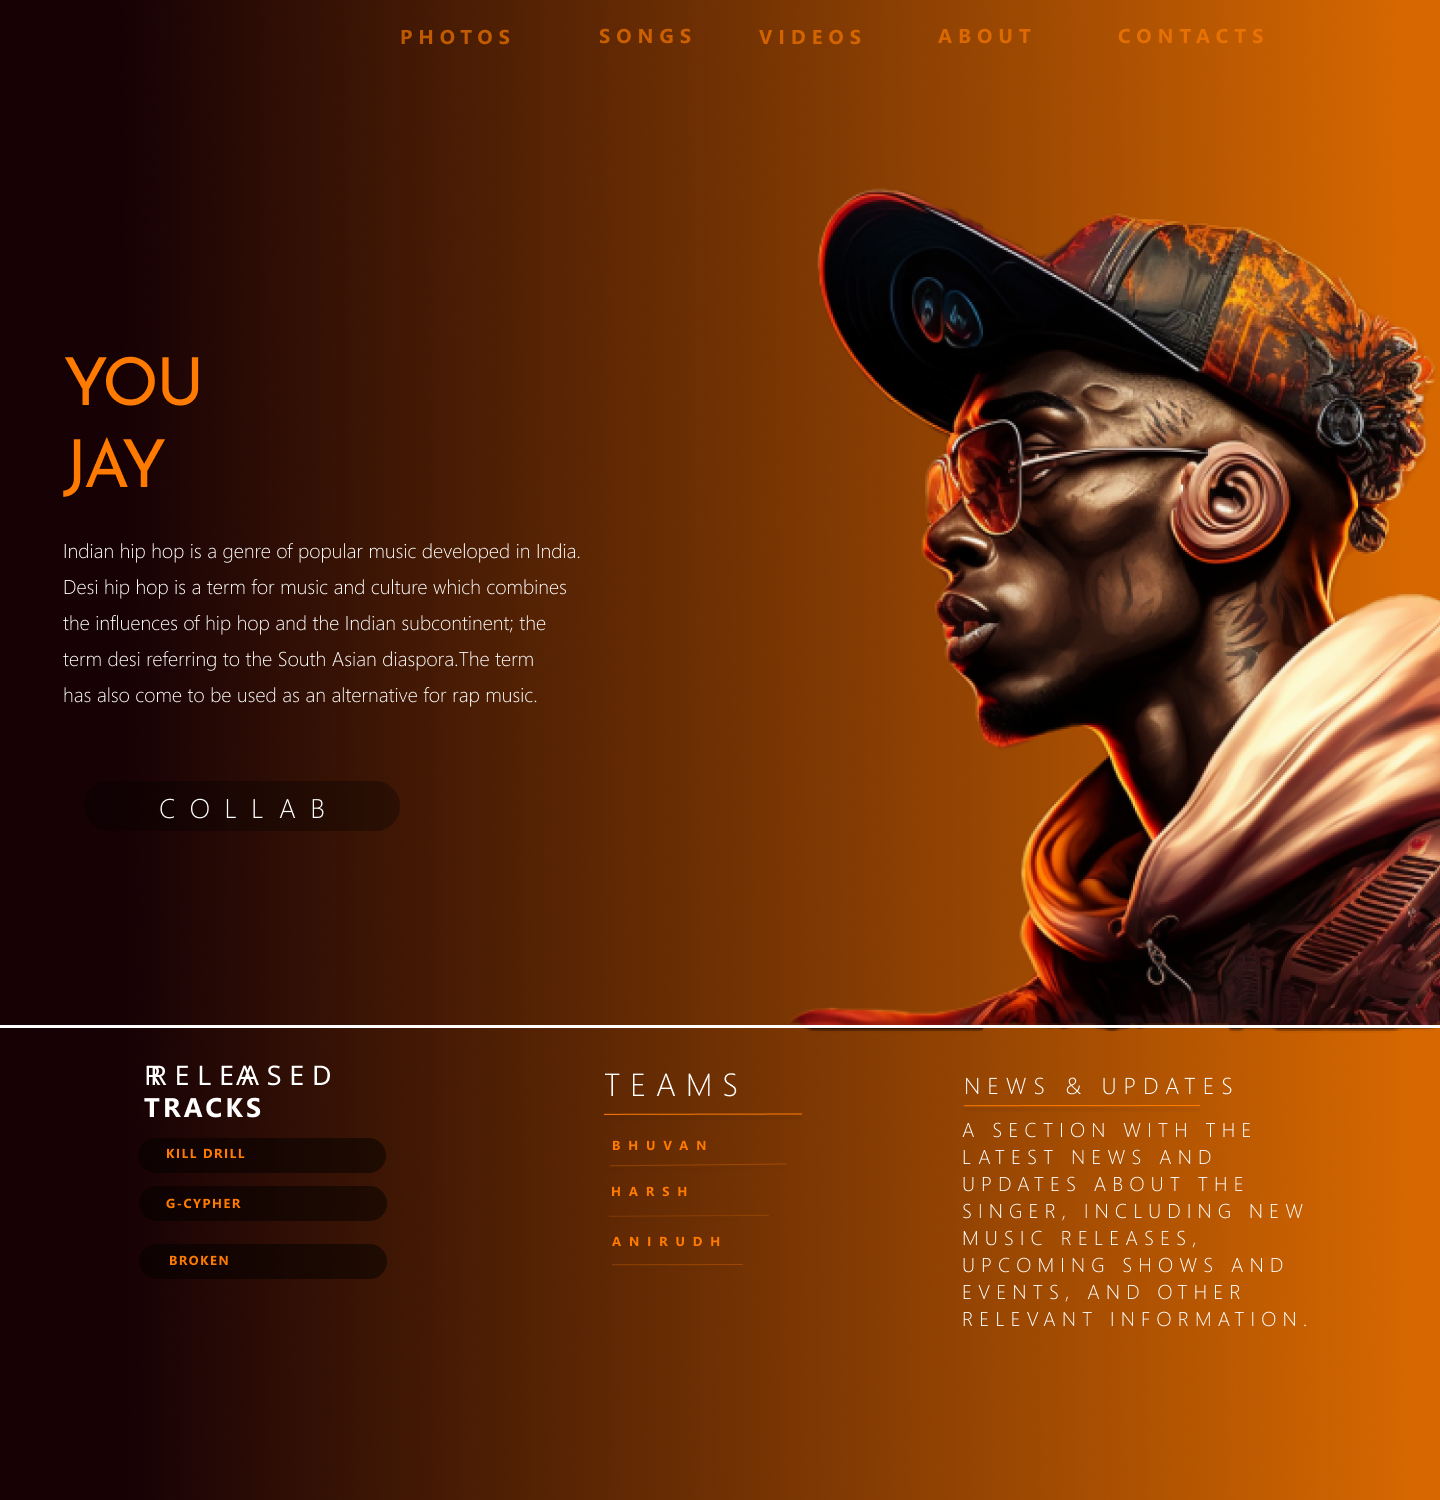 PHOTOS SONGS VIDEOS ABOUT CONTACTS
YOU
JAY
Indian hip hop is a genre of popular music developed in India.
Desi hip hop is a term for music and culture which combines
the influences of hip hop and the Indian subcontinent; the
term desi referring to the South Asian diaspora.The term
has also come to be used as an alternative for rap music.
COLLAB
RELEASED
TRACKS
KILL DRILL
G-CYPHER
BROKEN
TEAMS
BHUVAN
HARSH
ANIRUDH
NEWS & UPDATES
A SECTION WITH THE
LATEST NEWS AND
UPDATES ABOUT THE
SINGER, INCLUDING NEW
MUSIC RELEASES,
UPCOMING SHOWS AND
EVENTS, AND OTHER
RELEVANT INFORMATION.